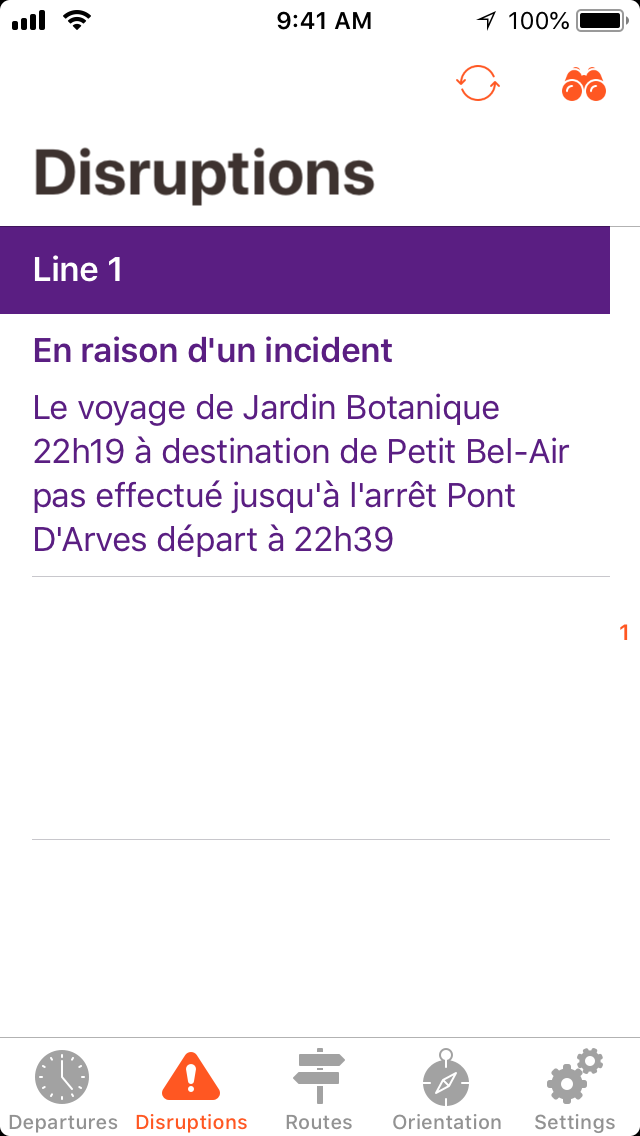 9:41 AM 100%
Disruptions
Line 1
En raison d'un incident
Le voyage de Jardin Botanique
22h19 à destination de Petit Bel-Air
pas effectué jusqu'à l'arrêt Pont
D'Arves départ à 22h39
1
Departures Disruptions Routes Orientation Settings